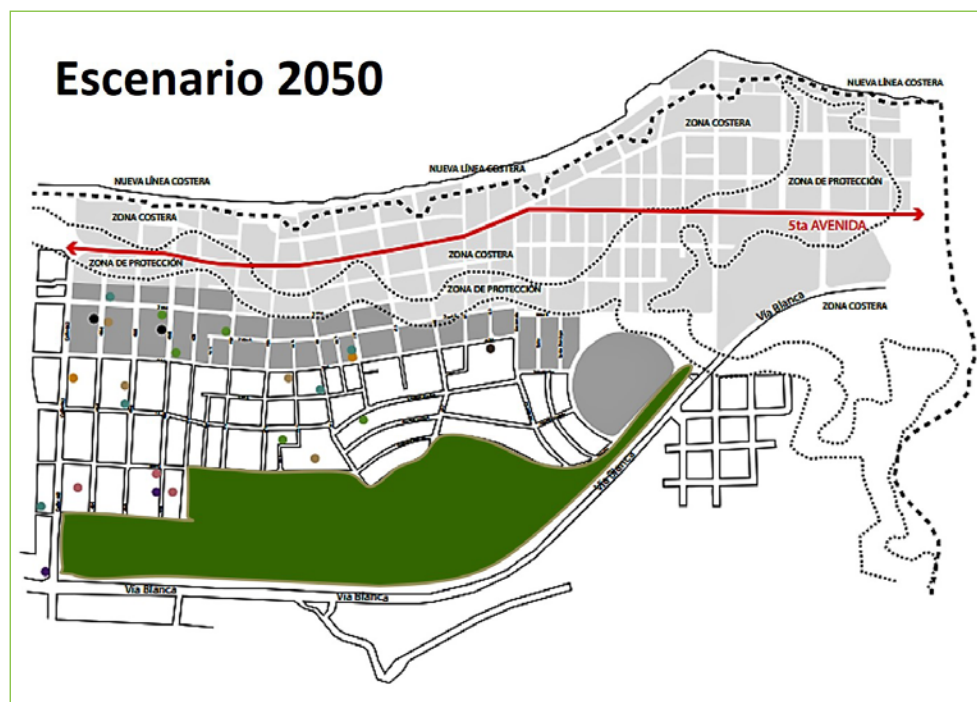 Escenario 2050
NUEVA LÍNEA COSTERA
ZONA COSTERA
NUEVA LÍNEA COSTERA
NUEVA LÍNEA COSTERA
ZONA DE PROTECCIÓN
ZONA COSTERA
5ta AVENIDA
ZONA COSTERA
ZONA DE PROTECCIÓN
ZONA DE PROTECCIÓN
Vía Blanca
ZONA COSTERA
Vía Blanca
Vía Blanca
Vía Blanca